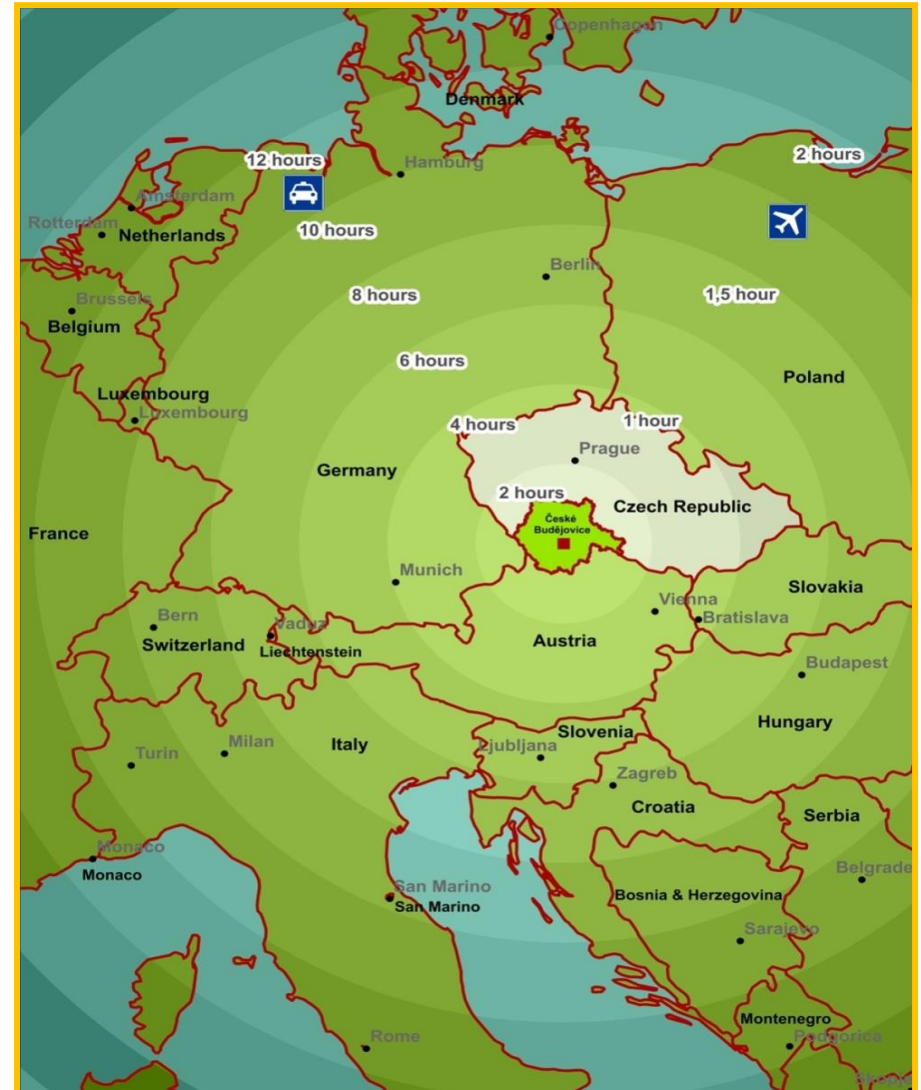 Copenhagen
Denmark
12 hours
Hamburg
2 hours
Amsterdam
Rotterdam
Netherlands
10 hours
Berlin
8 hours
1,5 hour
Brussels
Belgium
6 hours
Poland
Luxembourg
Luxembourg
4 hours
1 hour
Prague
Germany
2 hours
Czech Republic
České
Budějovice
France
Munich
Slovakia
Vienna
Bern
Vaduz
Bratislava
Switzerland
Liechtenstein
Austria
Budapest
Hungary
Slovenia
Ljubljana
Italy
Milan
Turin
Zagreb
Croatia
Serbia
Monaco
Monaco
Belgrade
San Marino
San Marino
Bosnia & Herzegovina
Sarajevo
Montenegro
Rome
Podgorica
Skopje